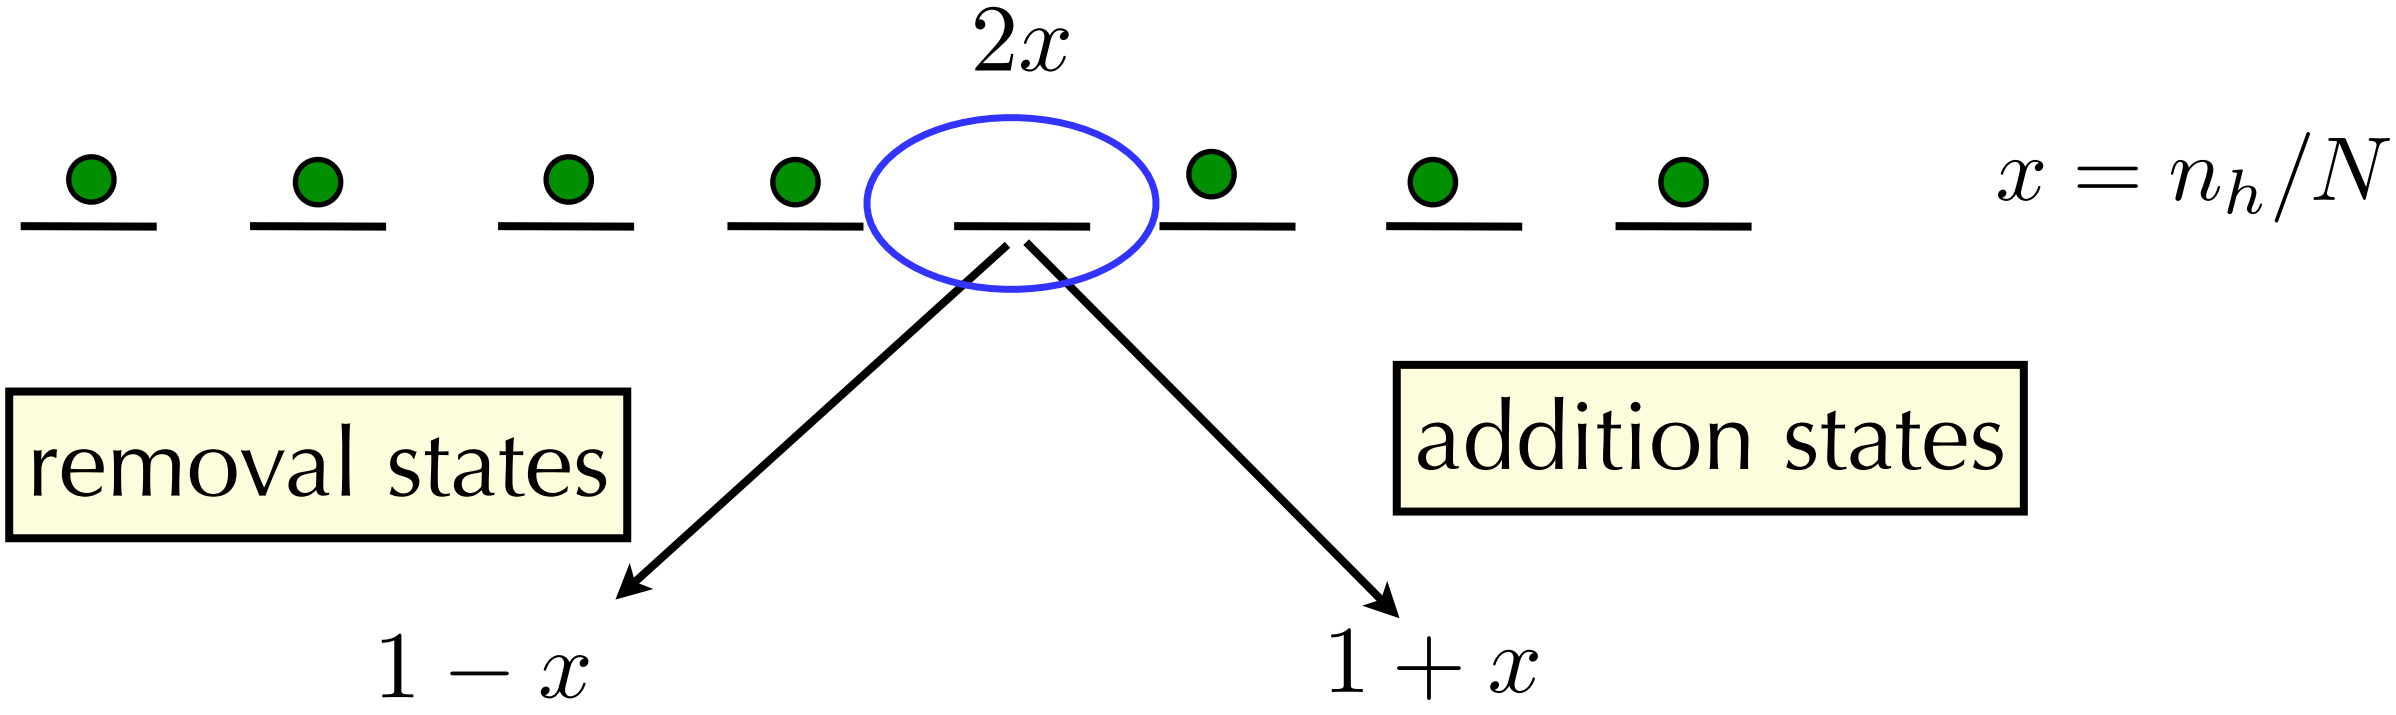 2x
x = n_h/N
removal states
addition states
1 − x
1 + x